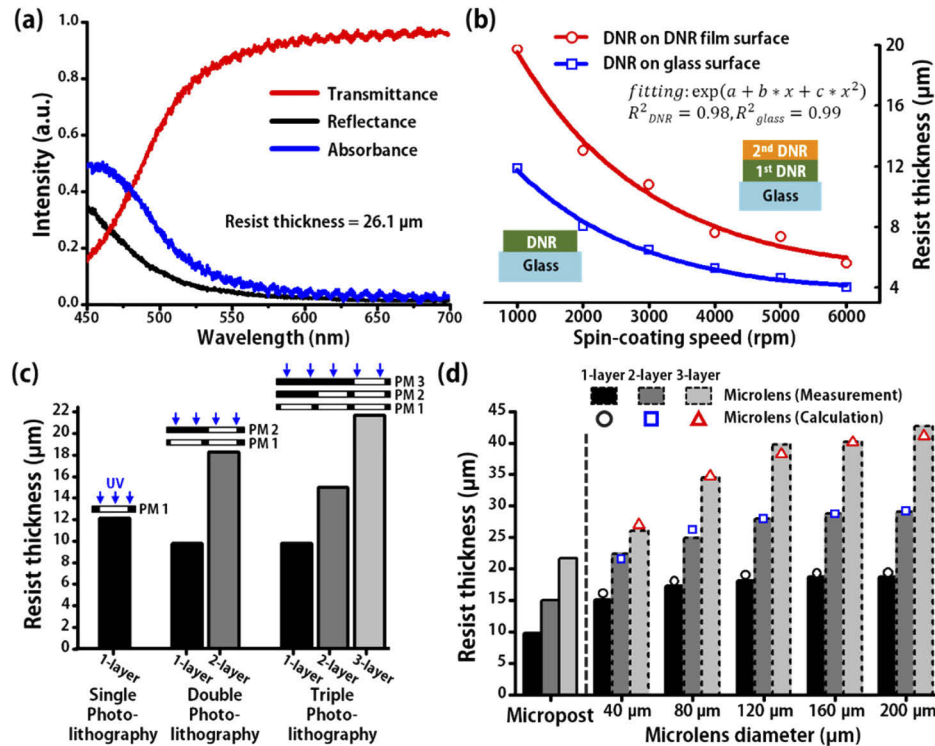 (a)
1.0
0.8
0.6
0.4
0.2
0.0
Intensity (a.u.)
Transmittance
Reflectance
Absorbance
Resist thickness = 26.1 μm
450 500 550 600 650 700
Wavelength (nm)
(b)
DNR on DNR film surface
DNR on glass surface
fitting: exp(a + b * x + c * x²)
R²DNR = 0.98, R²glass = 0.99
2nd DNR
1st DNR
Glass
DNR
Glass
20
16
12
8
4
Resist thickness (μm)
1000 2000 3000 4000 5000 6000
Spin-coating speed (rpm)
(c)
PM 3
PM 2
PM 1
PM 2
PM 1
UV
PM 1
22
20
18
16
14
12
10
8
6
4
2
0
Resist thickness (μm)
1-layer 1-layer 2-layer 1-layer 2-layer 3-layer
Single Photo-lithography
Double Photo-lithography
Triple Photo-lithography
(d)
1-layer 2-layer 3-layer
Microlens (Measurement)
Microlens (Calculation)
45
40
35
30
25
20
15
10
5
0
Resist thickness (μm)
Micropost
40 μm 80 μm 120 μm 160 μm 200 μm
Microlens diameter (μm)